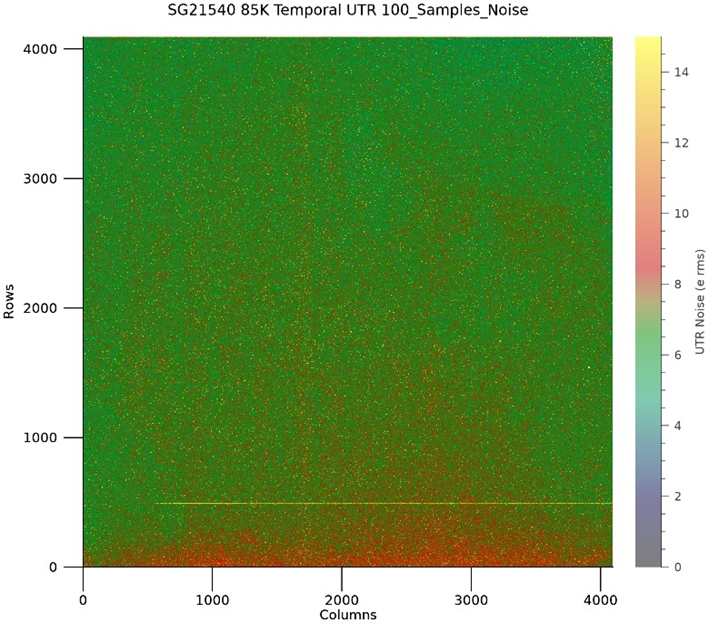 SG21540 85K Temporal UTR 100_Samples_Noise
4000
3000
2000
1000
0
Rows
0 1000 2000 3000 4000
Columns
14
12
10
8
6
4
2
0
UTR Noise (e rms)